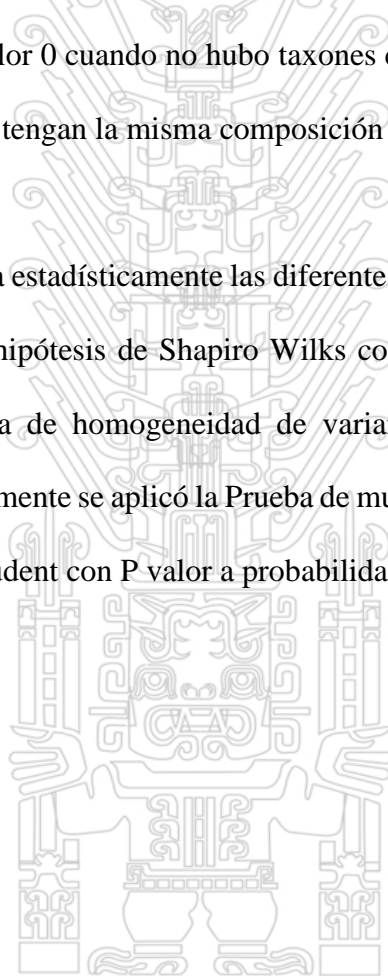 lor 0 cuando no hubo taxones
tengan la misma composición
a estadísticamente las diferente
hipótesis de Shapiro Wilks co
a de homogeneidad de varia
mente se aplicó la Prueba de mu
udent con P valor a probabilida